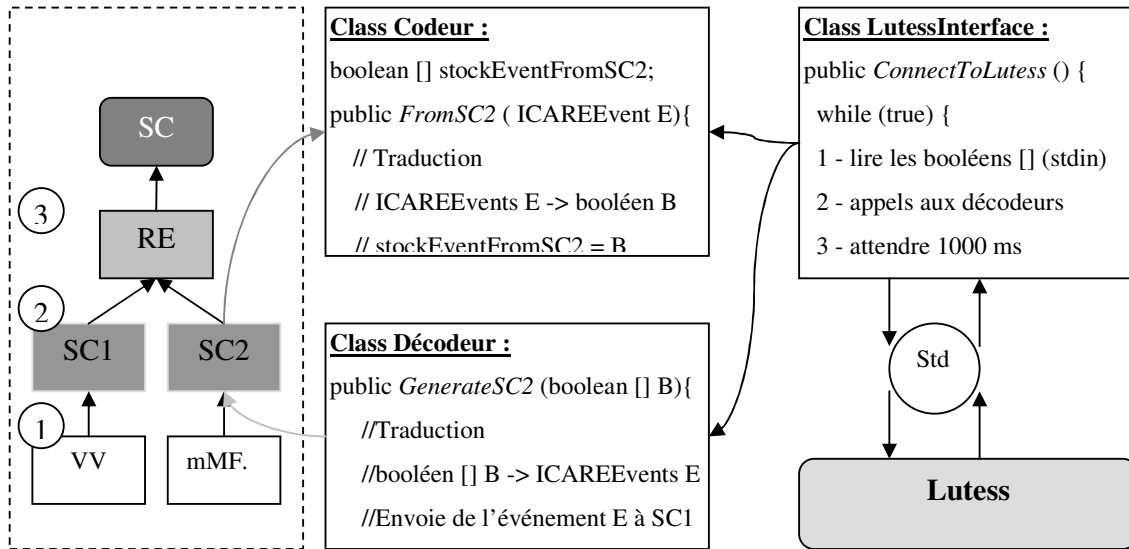 SC
3
RE
2
SC1
SC2
1
VV
mMF.
Class Codeur :
boolean [] stockEventFromSC2;
public FromSC2 ( ICAREEvent E){
// Traduction
// ICAREEvents E -> booléen B
// stockEventFromSC2 = B
Class Décodeur :
public GenerateSC2 (boolean [] B){
//Traduction
//booléen [] B -> ICAREEvents E
//Envoie de l’événement E à SC1
Class LutessInterface :
public ConnectToLutess () {
while (true) {
1 - lire les booléens [] (stdin)
2 - appels aux décodeurs
3 - attendre 1000 ms
Std
Lutess